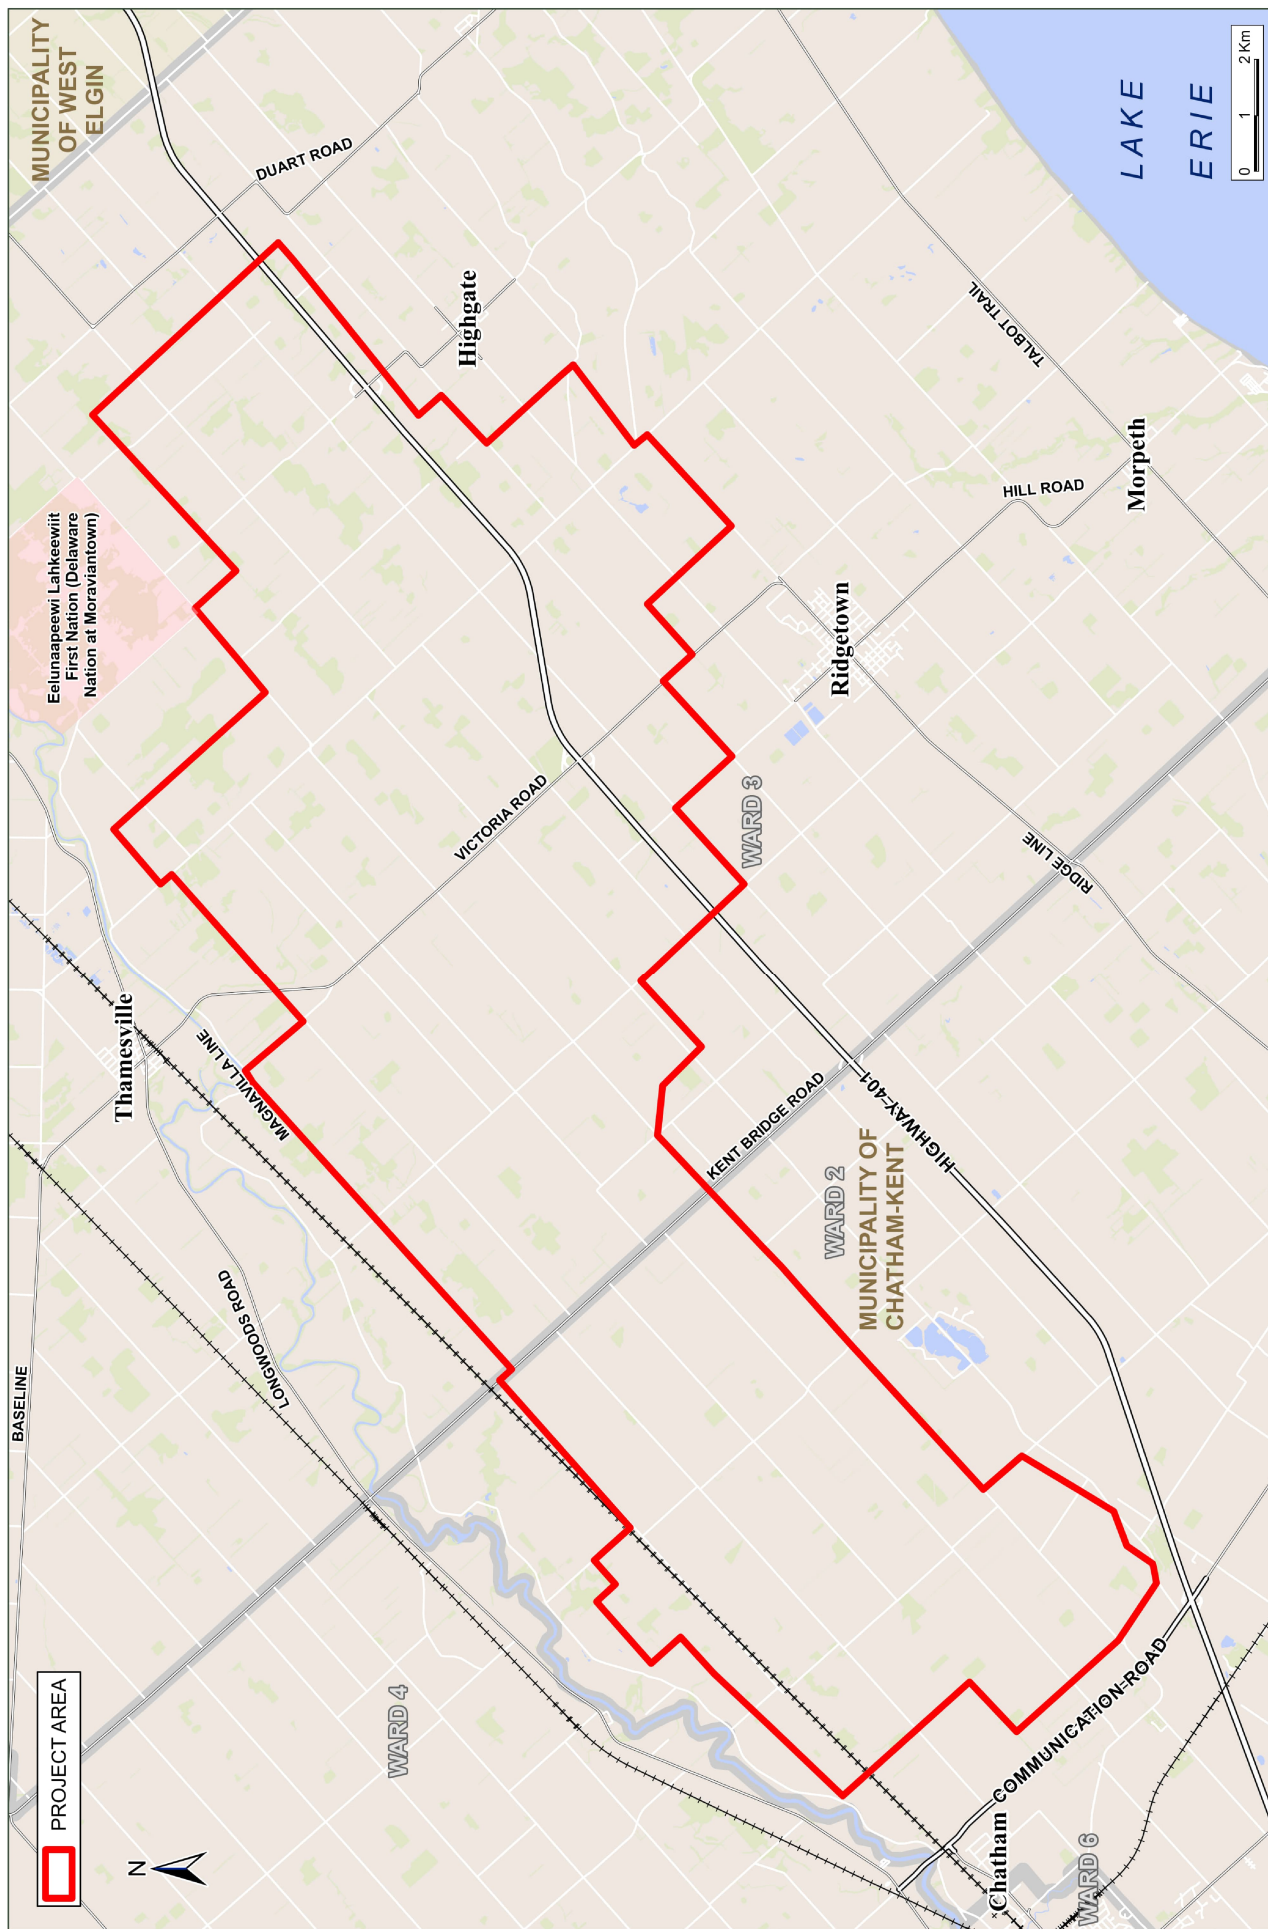 PROJECT AREA
N
BASELINE
LONGWOODS ROAD
WARD 4
Thamesville
MAGNAVILLA LINE
Eelunaapeewi Lahkeewiit
First Nation (Delaware
Nation at Moraviantown)
MUNICIPALITY
OF WEST
ELGIN
DUART ROAD
VICTORIA ROAD
Highgate
KENT BRIDGE ROAD
WARD 3
WARD 2
MUNICIPALITY OF
CHATHAM-KENT
HIGHWAY 401
Ridgetown
RIDGE LINE
HILL ROAD
TALBOT TRAIL
Morpeth
COMMUNICATION ROAD
Chatham
WARD 6
LAKE
ERIE
0 1 2 Km